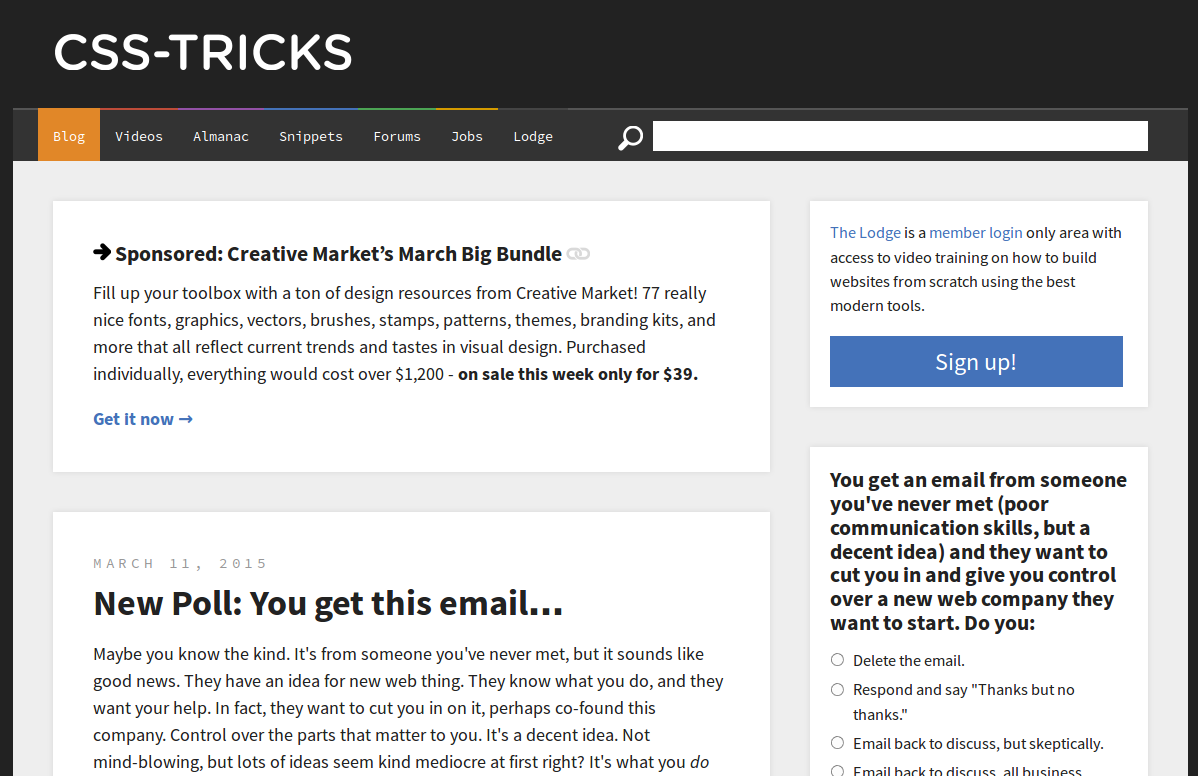 CSS-TRICKS
Blog Videos Almanac Snippets Forums Jobs Lodge
Sponsored: Creative Market’s March Big Bundle
Fill up your toolbox with a ton of design resources from Creative Market! 77 really
nice fonts, graphics, vectors, brushes, stamps, patterns, themes, branding kits, and
more that all reflect current trends and tastes in visual design. Purchased
individually, everything would cost over $1,200 - on sale this week only for $39.
Get it now →
MARCH 11, 2015
New Poll: You get this email...
Maybe you know the kind. It's from someone you've never met, but it sounds like
good news. They have an idea for new web thing. They know what you do, and they
want your help. In fact, they want to cut you in on it, perhaps co-found this
company. Control over the parts that matter to you. It's a decent idea. Not
mind-blowing, but lots of ideas seem kind mediocre at first right? It's what you do
The Lodge is a member login only area with
access to video training on how to build
websites from scratch using the best
modern tools.
Sign up!
You get an email from someone
you've never met (poor
communication skills, but a
decent idea) and they want to
cut you in and give you control
over a new web company they
want to start. Do you:
Delete the email.
Respond and say "Thanks but no
thanks."
Email back to discuss, but skeptically.
Email back to discuss, all business